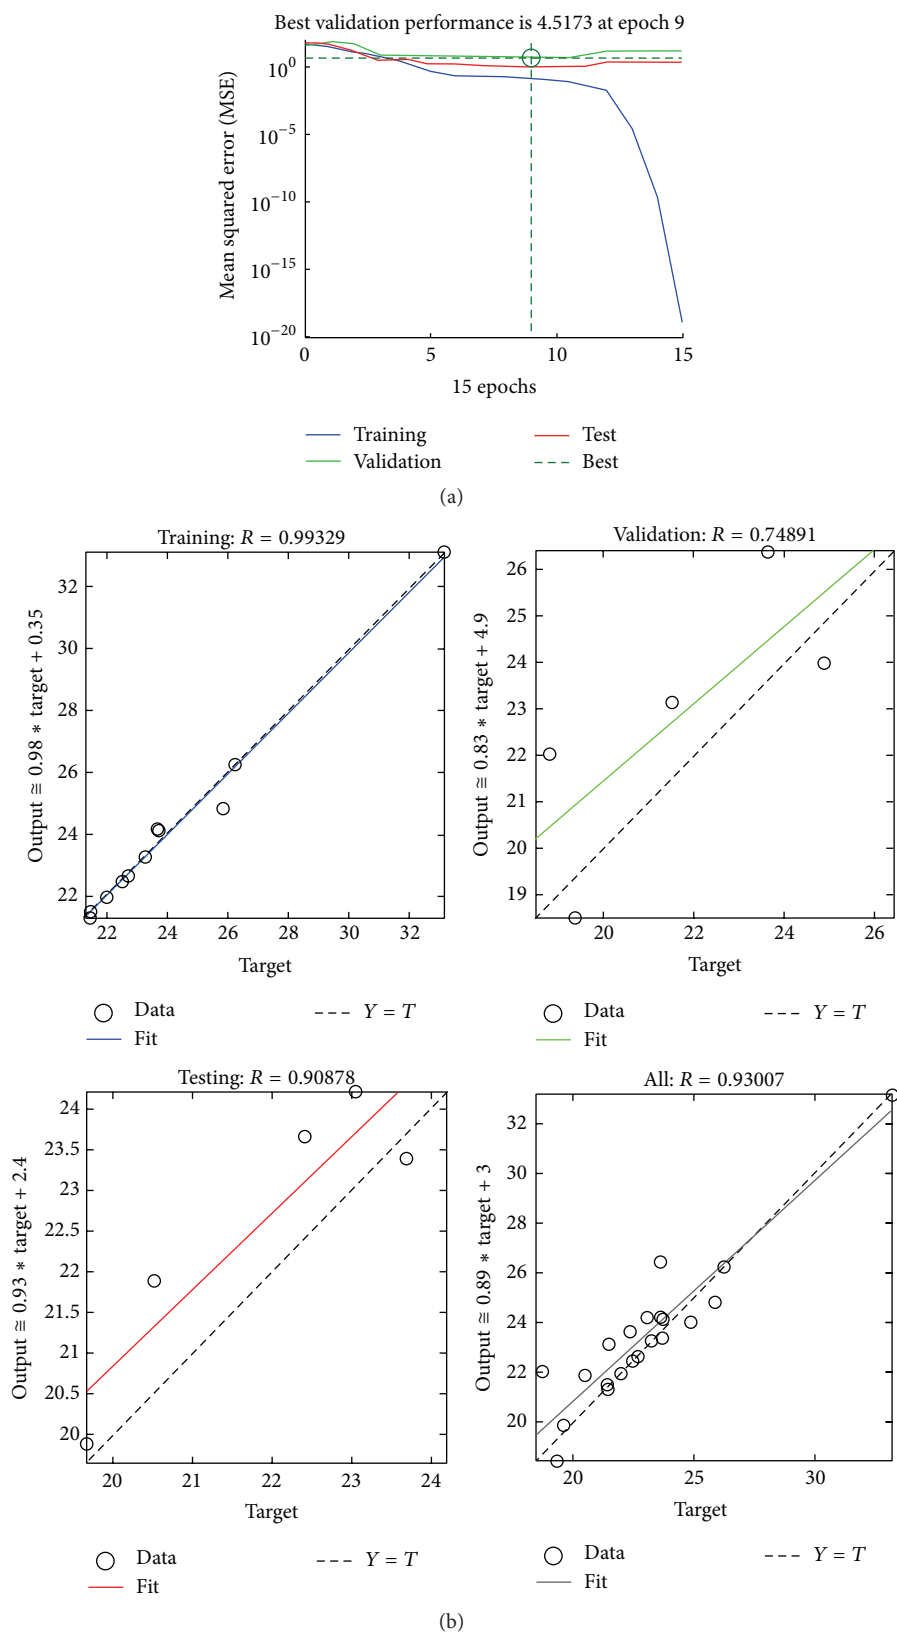 Best validation performance is 4.5173 at epoch 9
Mean squared error (MSE)
10⁰
10⁻⁵
10⁻¹⁰
10⁻¹⁵
10⁻²⁰
0 5 10 15
15 epochs
Training Test
Validation Best
(a)
Training: R = 0.99329
Output ≅ 0.98 * target + 0.35
32
30
28
26
24
22
22 24 26 28 30 32
Target
Data Y = T
Fit
Validation: R = 0.74891
Output ≅ 0.83 * target + 4.9
26
25
24
23
22
21
20
19
20 22 24 26
Target
Data Y = T
Fit
Testing: R = 0.90878
Output ≅ 0.93 * target + 2.4
24
23.5
23
22.5
22
21.5
21
20.5
20
20 21 22 23 24
Target
Data Y = T
Fit
All: R = 0.93007
Output ≅ 0.89 * target + 3
32
30
28
26
24
22
20
20 25 30
Target
Data Y = T
Fit
(b)